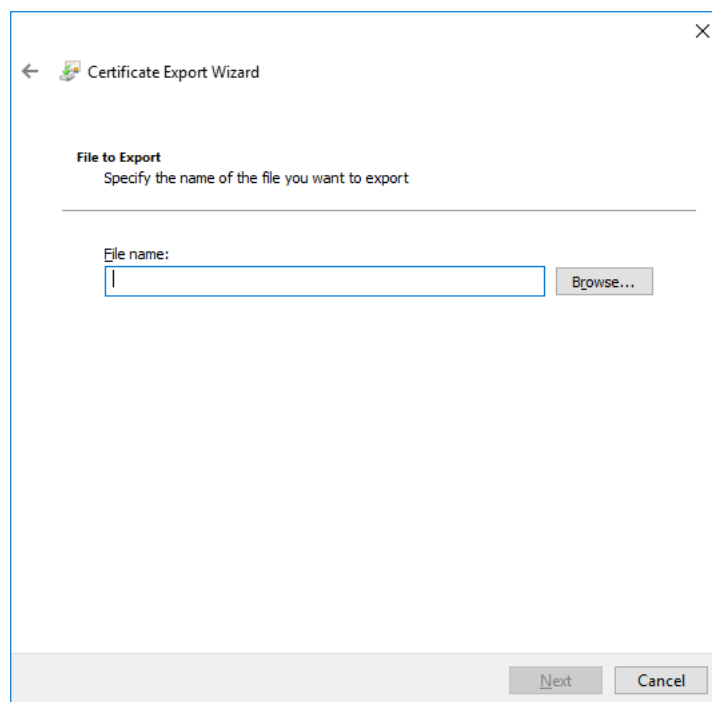 Certificate Export Wizard
File to Export
Specify the name of the file you want to export
File name:
Browse...
Next
Cancel